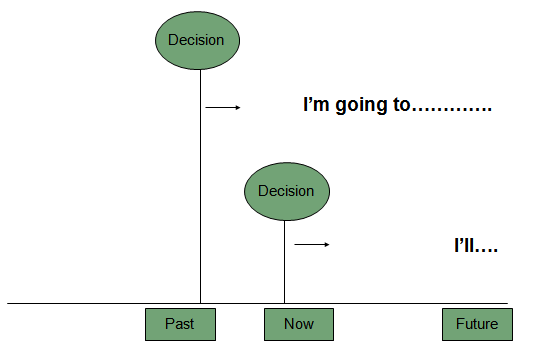 Decision
I'm going to………….
Decision
I'll….
Past
Now
Future